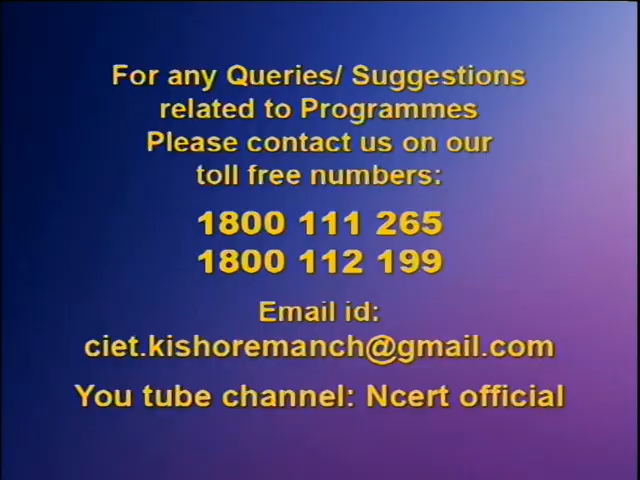 For any Queries/ Suggestions
related to Programmes
Please contact us on our
toll free numbers:
1800 111 265
1800 112 199
Email id:
ciet.kishoremanch@gmail.com
You tube channel: Ncert official